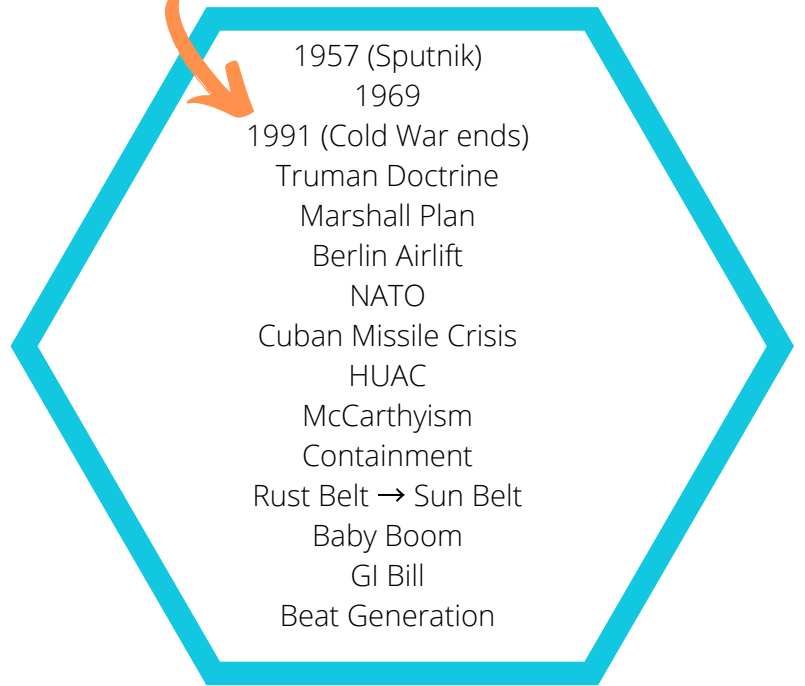 1957 (Sputnik)
1969
1991 (Cold War ends)
Truman Doctrine
Marshall Plan
Berlin Airlift
NATO
Cuban Missile Crisis
HUAC
McCarthyism
Containment
Rust Belt → Sun Belt
Baby Boom
GI Bill
Beat Generation